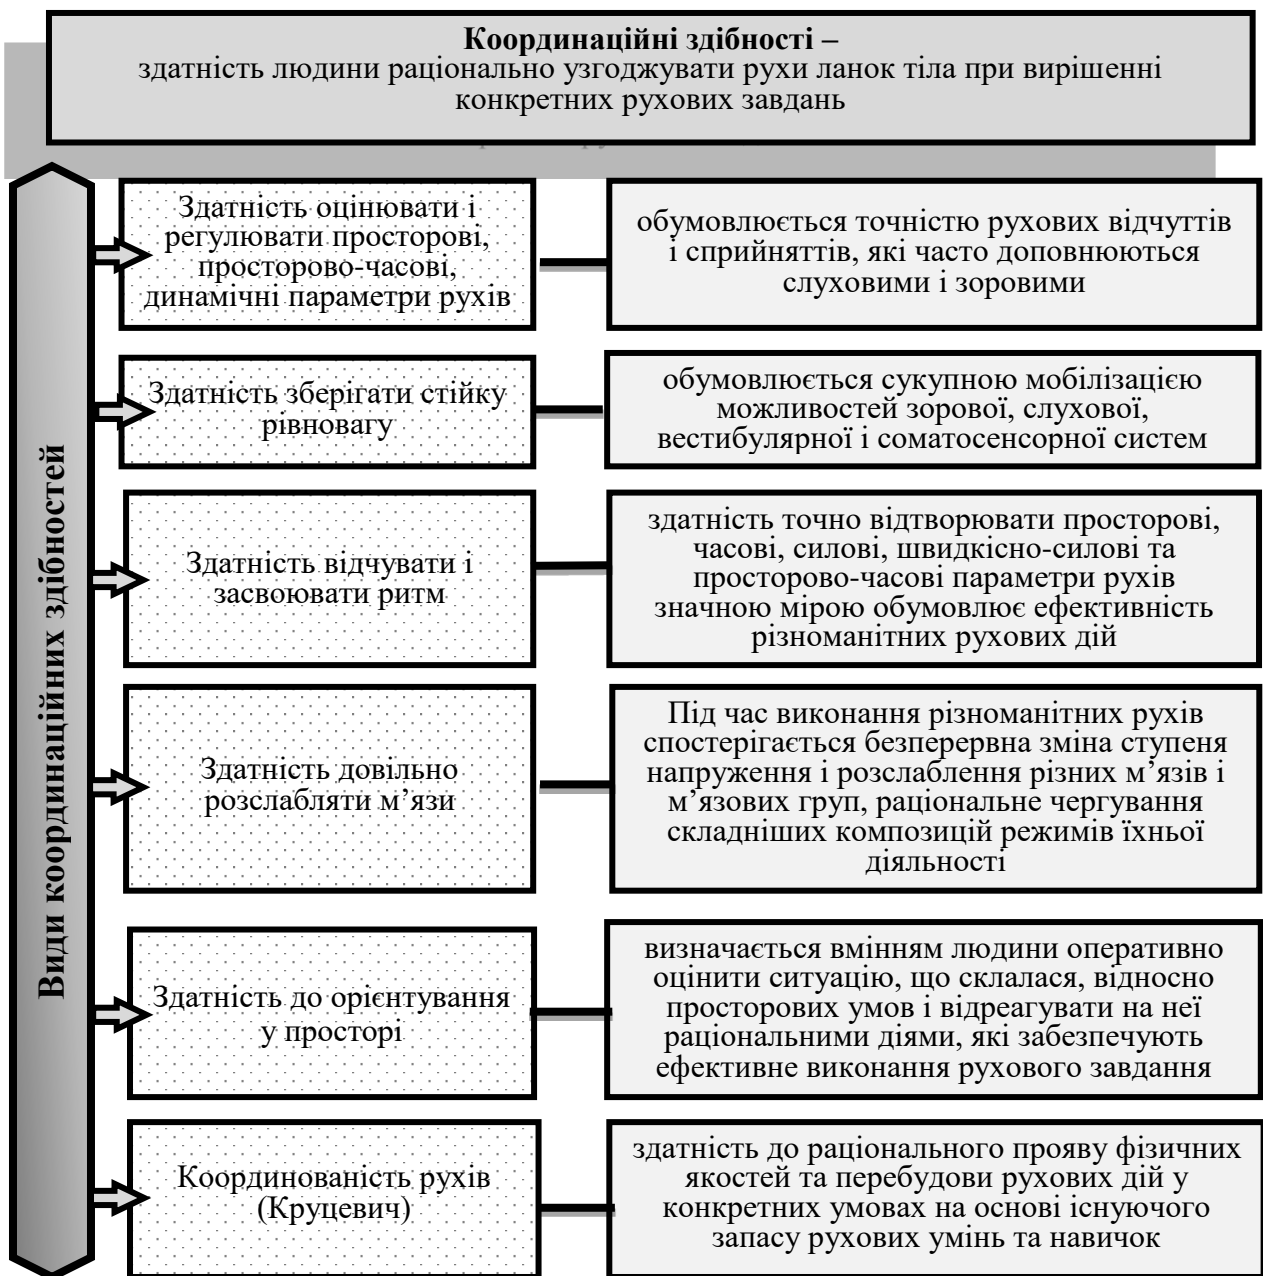 Координаційні здібності –
здатність людини раціонально узгоджувати рухи ланок тіла при вирішенні
конкретних рухових завдань
Види координаційних здібностей
Здатність оцінювати і
регулювати просторові,
просторово-часові,
динамічні параметри рухів
обумовлюється точністю рухових відчуттів
і сприйняттів, які часто доповнюються
слуховими і зоровими
Здатність зберігати стійку
рівновагу
обумовлюється сукупною мобілізацією
можливостей зорової, слухової,
вестибулярної і соматосенсорної систем
Здатність відчувати і
засвоювати ритм
здатність точно відтворювати просторові,
часові, силові, швидкісно-силові та
просторово-часові параметри рухів
значною мірою обумовлює ефективність
різноманітних рухових дій
Здатність довільно
розслабляти м’язи
Під час виконання різноманітних рухів
спостерігається безперервна зміна ступеня
напруження і розслаблення різних м’язів і
м’язових груп, раціональне чергування
складніших композицій режимів їхньої
діяльності
Здатність до орієнтування
у просторі
визначається вмінням людини оперативно
оцінити ситуацію, що склалася, відносно
просторових умов і відреагувати на неї
раціональними діями, які забезпечують
ефективне виконання рухового завдання
Координованість рухів
(Круцевич)
здатність до раціонального прояву фізичних
якостей та перебудови рухових дій у
конкретних умовах на основі існуючого
запасу рухових умінь та навичок